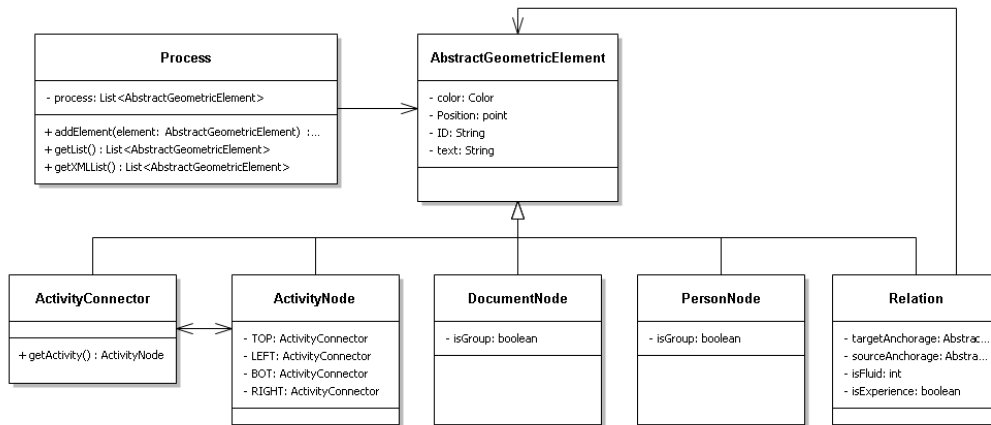 Process
- process: List<AbstractGeometricElement>
+ addElement(element: AbstractGeometricElement) :...
+ getList() : List<AbstractGeometricElement>
+ getXMLList() : List<AbstractGeometricElement>
AbstractGeometricElement
- color: Color
- Position: point
- ID: String
- text: String
ActivityConnector
+ getActivity() : ActivityNode
ActivityNode
- TOP: ActivityConnector
- LEFT: ActivityConnector
- BOT: ActivityConnector
- RIGHT: ActivityConnector
DocumentNode
- isGroup: boolean
PersonNode
- isGroup: boolean
Relation
- targetAnchorage: Abstrac...
- sourceAnchorage: Abstra...
- isFluid: int
- isExperience: boolean